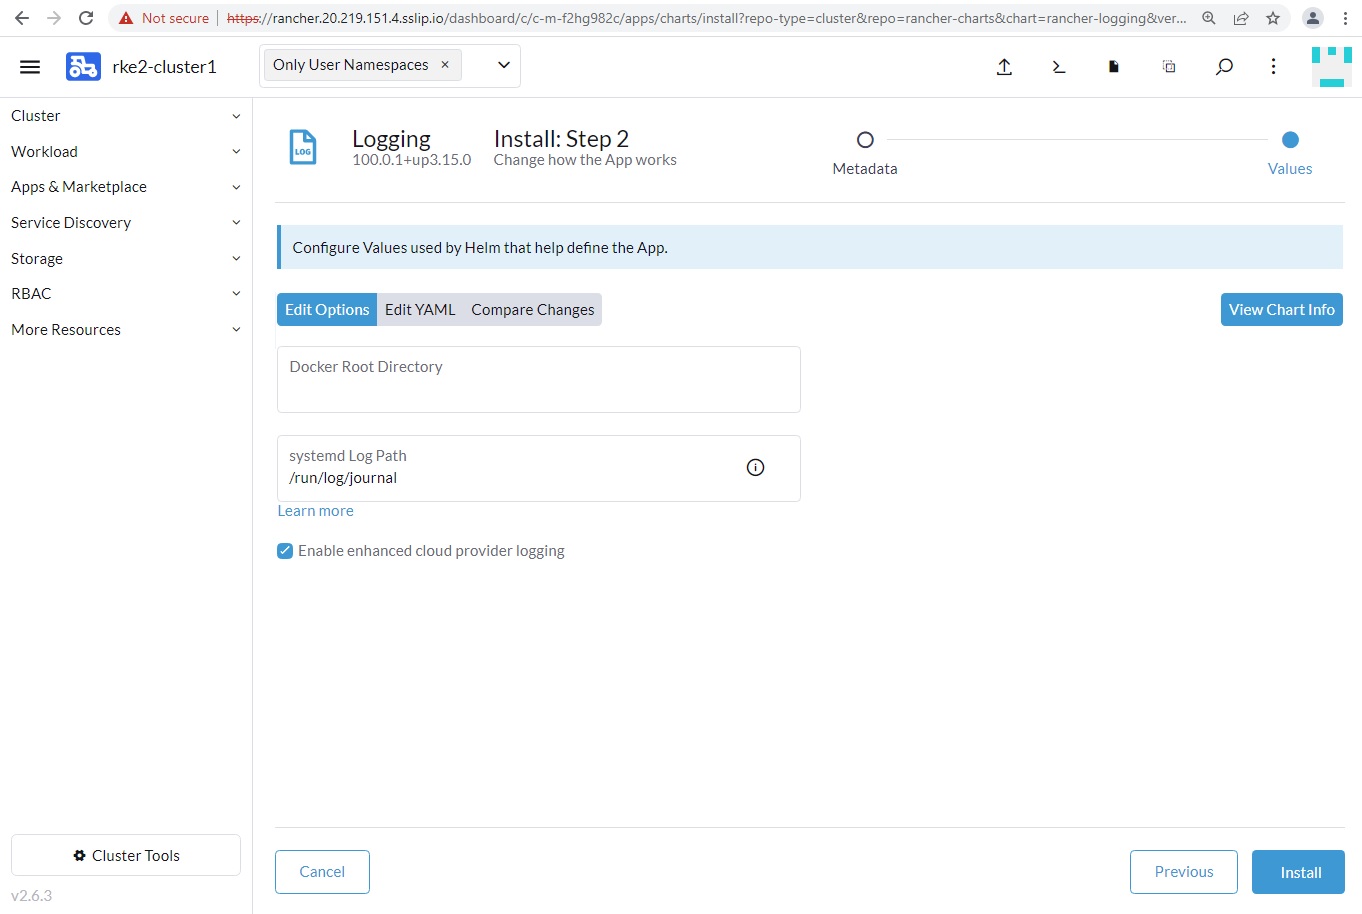 Not secure
https://rancher.20.219.151.4.sslip.io/dashboard/c/c-m-f2hg982c/apps/charts/install?repo-type=cluster&repo=rancher-charts&chart=rancher-logging&ver...
rke2-cluster1
Only User Namespaces ×
Cluster
Workload
Apps & Marketplace
Service Discovery
Storage
RBAC
More Resources
LOG
Logging
100.0.1+up3.15.0
Install: Step 2
Change how the App works
Metadata
Values
Configure Values used by Helm that help define the App.
Edit Options
Edit YAML
Compare Changes
View Chart Info
Docker Root Directory
systemd Log Path
/run/log/journal
Learn more
Enable enhanced cloud provider logging
Cluster Tools
v2.6.3
Cancel
Previous
Install